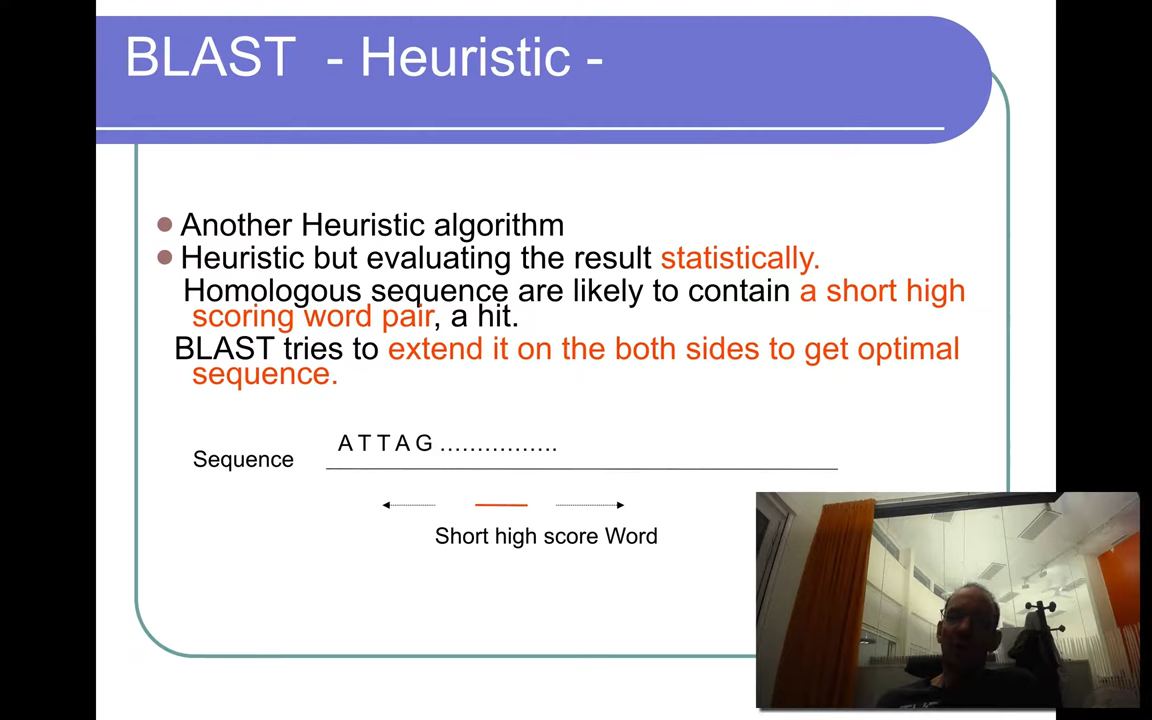 BLAST - Heuristic -
Another Heuristic algorithm
Heuristic but evaluating the result statistically.
Homologous sequence are likely to contain a short high
scoring word pair, a hit.
BLAST tries to extend it on the both sides to get optimal
sequence.
A T T A G ................
Sequence
Short high score Word